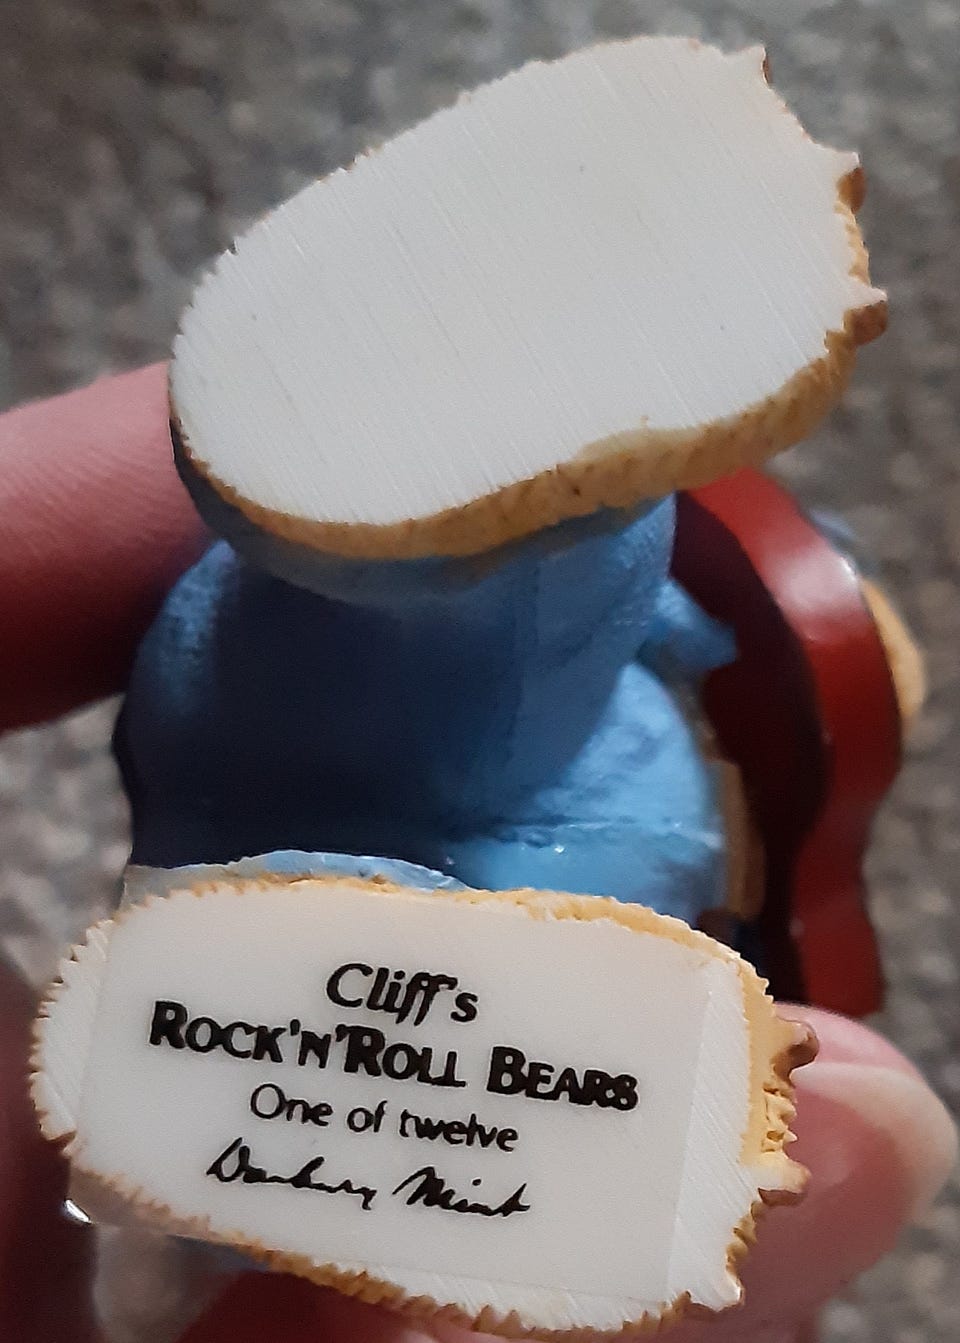 Cliff's
ROCK'N'ROLL BEARS
One of twelve
Danbury Mint